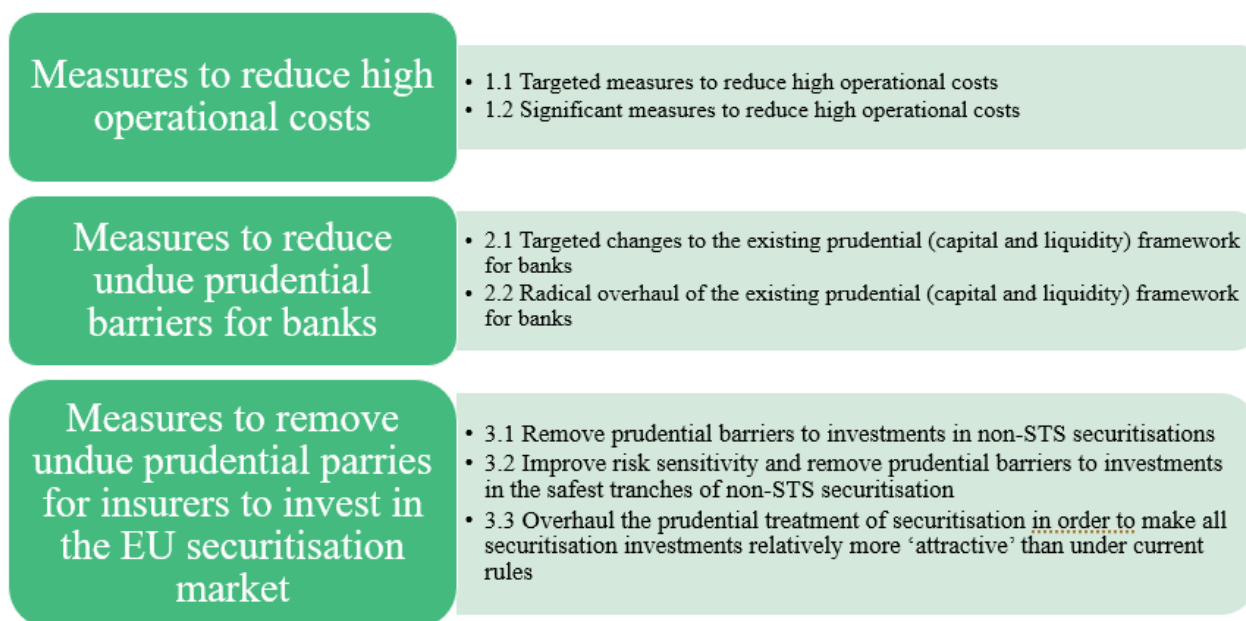 Measures to reduce high
operational costs
• 1.1 Targeted measures to reduce high operational costs
• 1.2 Significant measures to reduce high operational costs
Measures to reduce
undue prudential
barriers for banks
• 2.1 Targeted changes to the existing prudential (capital and liquidity) framework
for banks
• 2.2 Radical overhaul of the existing prudential (capital and liquidity) framework
for banks
Measures to remove
undue prudential parries
for insurers to invest in
the EU securitisation
market
• 3.1 Remove prudential barriers to investments in non-STS securitisations
• 3.2 Improve risk sensitivity and remove prudential barriers to investments
in the safest tranches of non-STS securitisation
• 3.3 Overhaul the prudential treatment of securitisation in order to make all
securitisation investments relatively more ‘attractive’ than under current
rules